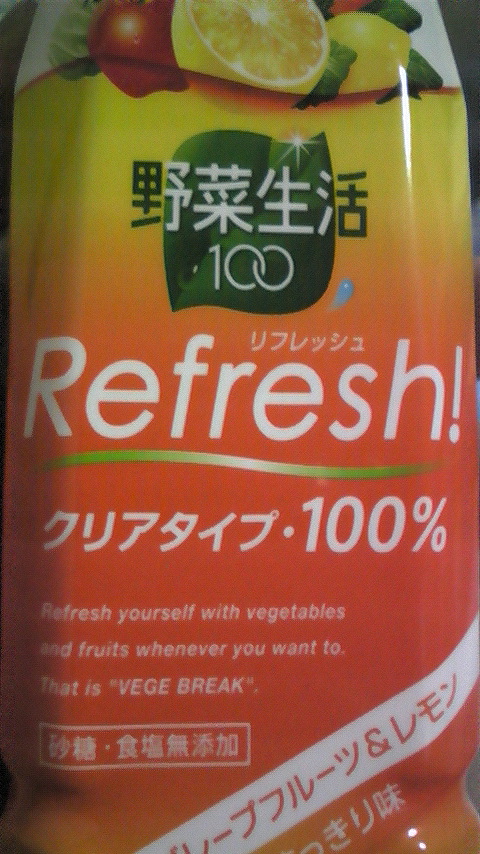 野菜生活
100
リフレッシュ
Refresh!
クリアタイプ・100%
Refresh yourself with vegetables
and fruits whenever you want to.
That is "VEGE BREAK".
砂糖・食塩無添加
レープフルーツ&レモン
っきり味